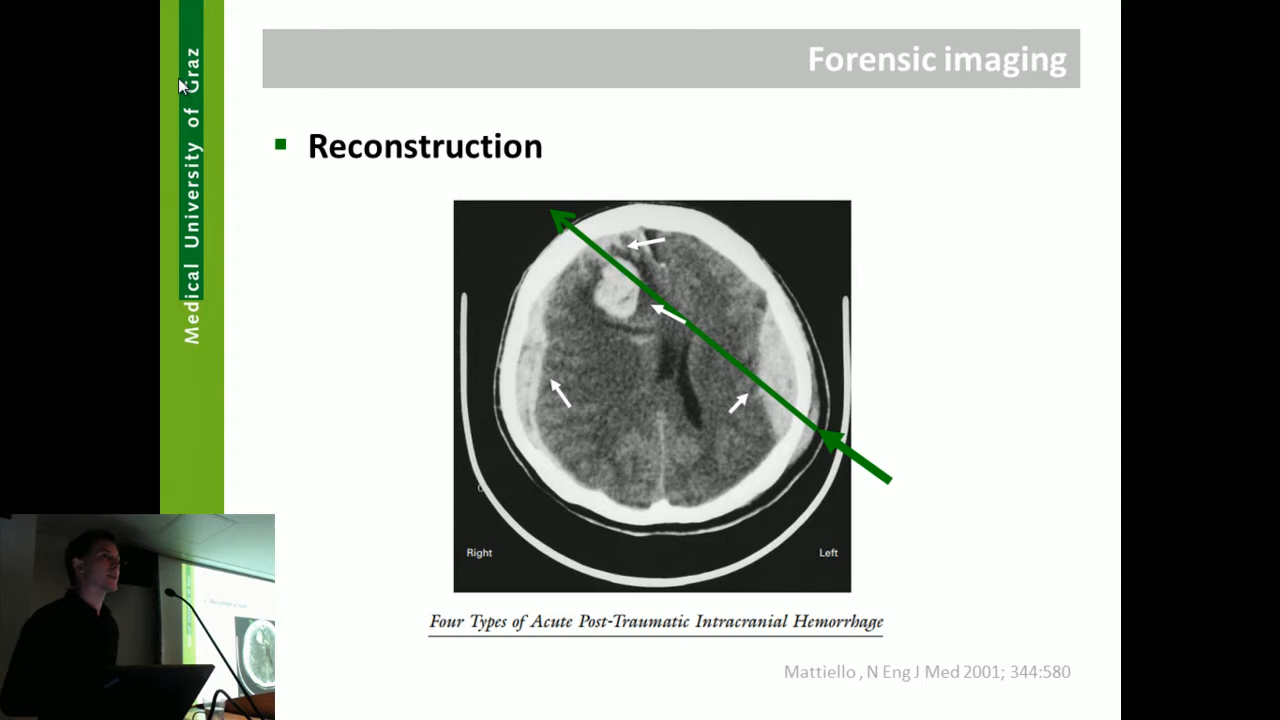 Medical University of Graz
Forensic imaging
Reconstruction
Right
Left
Four Types of Acute Post-Traumatic Intracranial Hemorrhage
Mattiello , N Eng J Med 2001; 344:580